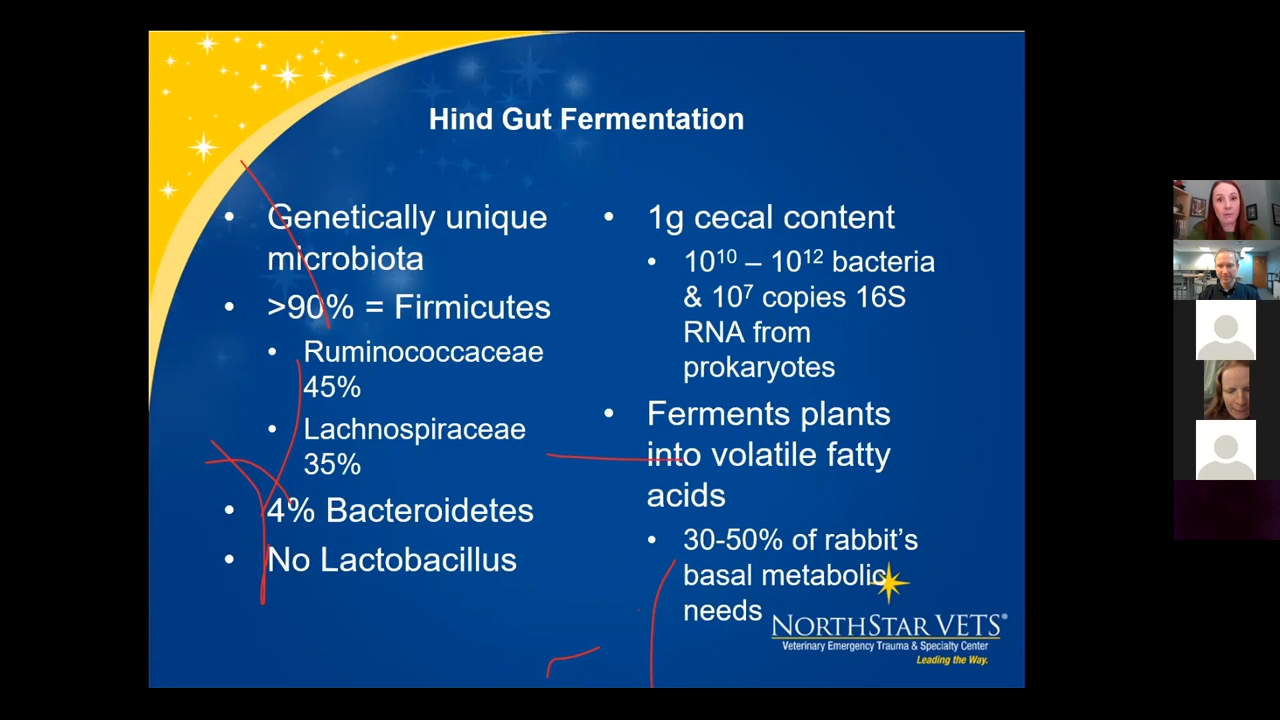 Hind Gut Fermentation
• Genetically unique
microbiota
• >90% = Firmicutes
• Ruminococcaceae
45%
• Lachnospiraceae
35%
• 4% Bacteroidetes
• No Lactobacillus
• 1g cecal content
• 10¹⁰ – 10¹² bacteria
& 10⁷ copies 16S
RNA from
prokaryotes
• Ferments plants
into volatile fatty
acids
• 30-50% of rabbit’s
basal metabolic
needs
NORTHSTAR VETS®
Veterinary Emergency Trauma & Specialty Center
Leading the Way.